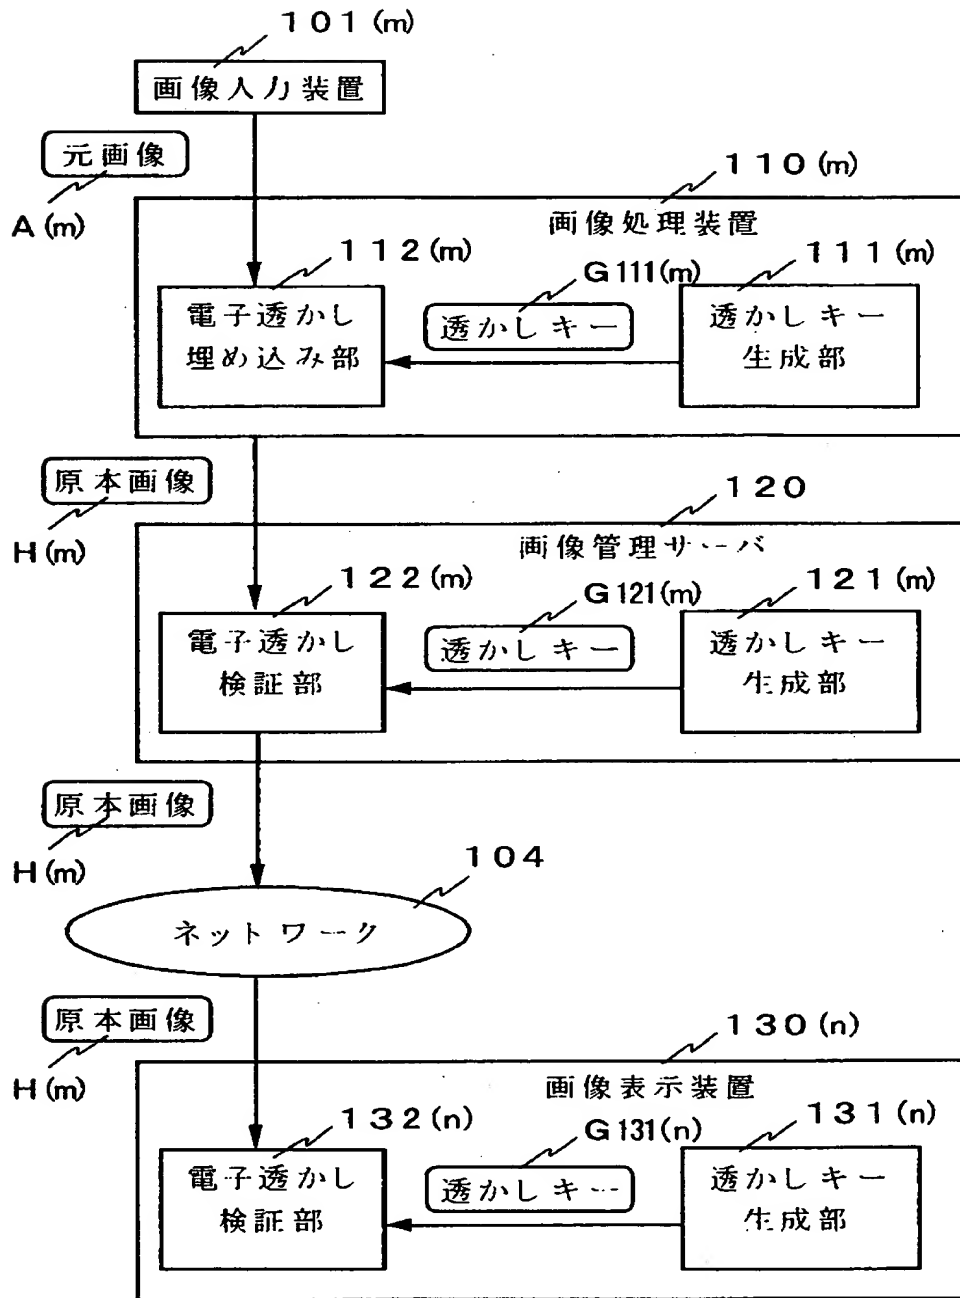 101(m)
画像入力装置
元画像
A(m)
110(m)
画像処理装置
112(m)
G111(m)
111(m)
電子透かし
埋め込み部
透かしキー
透かしキー
生成部
原本画像
H(m)
120
画像管理サーバ
122(m)
G121(m)
121(m)
電子透かし
検証部
透かしキー
透かしキー
生成部
原本画像
H(m)
104
ネットワーク
原本画像
H(m)
130(n)
画像表示装置
132(n)
G131(n)
131(n)
電子透かし
検証部
透かしキー
透かしキー
生成部